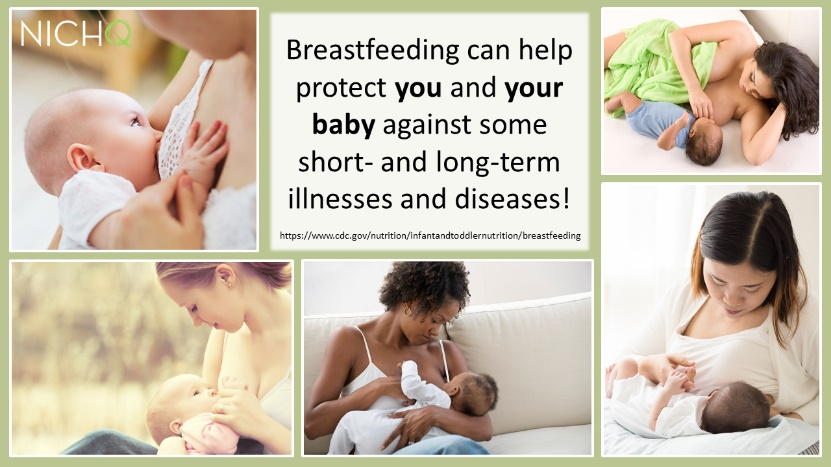 NICHQ
Breastfeeding can help
protect you and your
baby against some
short- and long-term
illnesses and diseases!
https://www.cdc.gov/nutrition/infantandtoddlernutrition/breastfeeding